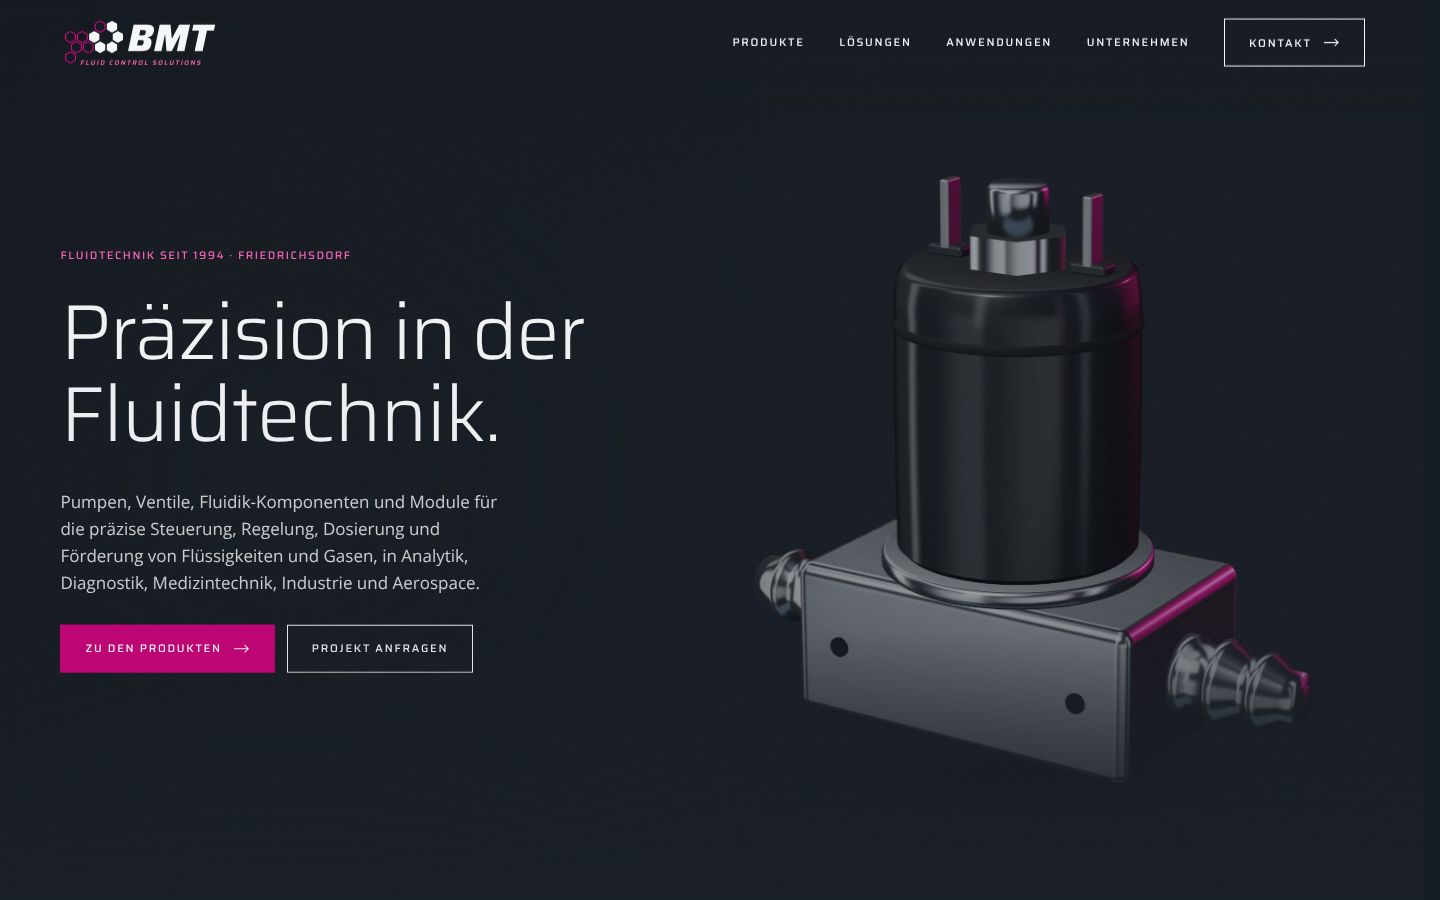 BMT
FLUID CONTROL SOLUTIONS
PRODUKTE
LÖSUNGEN
ANWENDUNGEN
UNTERNEHMEN
KONTAKT
FLUIDTECHNIK SEIT 1994 · FRIEDRICHSDORF
Präzision in der
Fluidtechnik.
Pumpen, Ventile, Fluidik-Komponenten und Module für
die präzise Steuerung, Regelung, Dosierung und
Förderung von Flüssigkeiten und Gasen, in Analytik,
Diagnostik, Medizintechnik, Industrie und Aerospace.
ZU DEN PRODUKTEN
PROJEKT ANFRAGEN